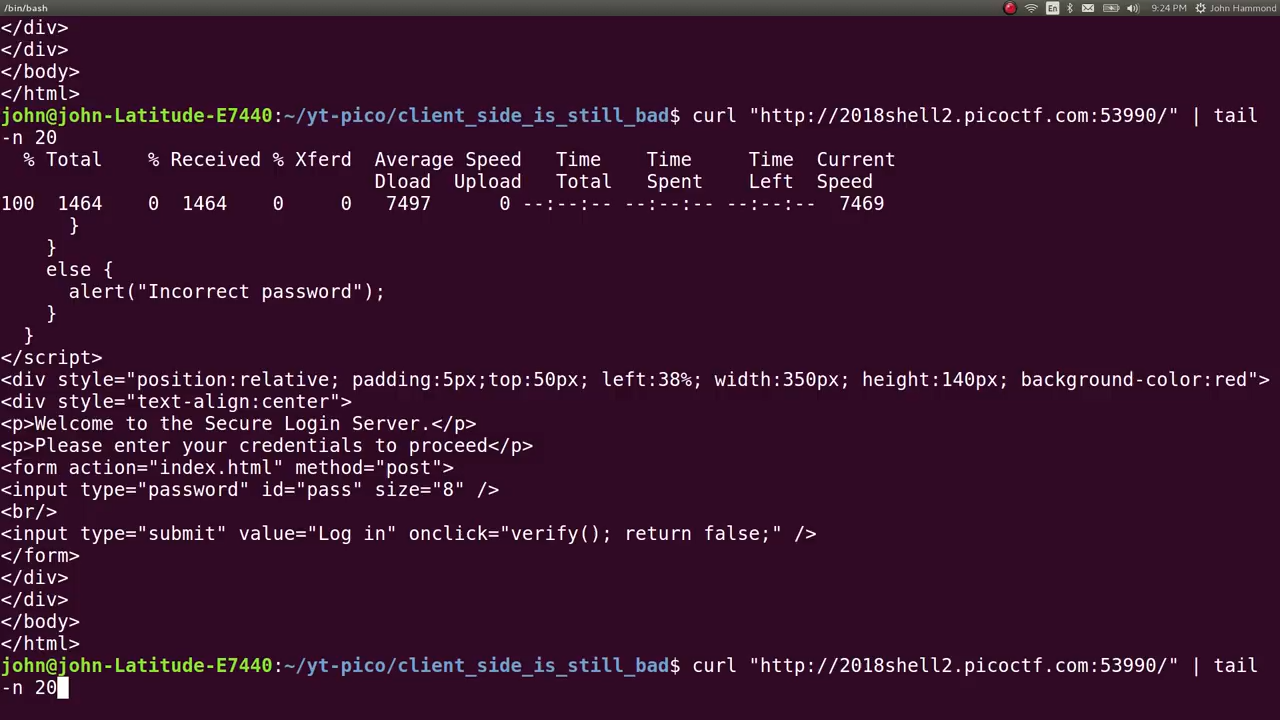 /bin/bash
En
9:24 PM
John Hammond
</div>
</div>
</body>
</html>
john@john-Latitude-E7440:~/yt-pico/client_side_is_still_bad$ curl "http://2018shell2.picoctf.com:53990/" | tail
-n 20
  % Total    % Received % Xferd  Average Speed   Time    Time     Time  Current
                                 Dload  Upload   Total   Spent    Left  Speed
100  1464    0  1464    0     0   7497      0 --:--:-- --:--:-- --:--:--  7469
      }
    }
    else {
      alert("Incorrect password");
    }
  }
</script>
<div style="position:relative; padding:5px;top:50px; left:38%; width:350px; height:140px; background-color:red">
<div style="text-align:center">
<p>Welcome to the Secure Login Server.</p>
<p>Please enter your credentials to proceed</p>
<form action="index.html" method="post">
<input type="password" id="pass" size="8" />
<br/>
<input type="submit" value="Log in" onclick="verify(); return false;" />
</form>
</div>
</div>
</body>
</html>
john@john-Latitude-E7440:~/yt-pico/client_side_is_still_bad$ curl "http://2018shell2.picoctf.com:53990/" | tail
-n 20